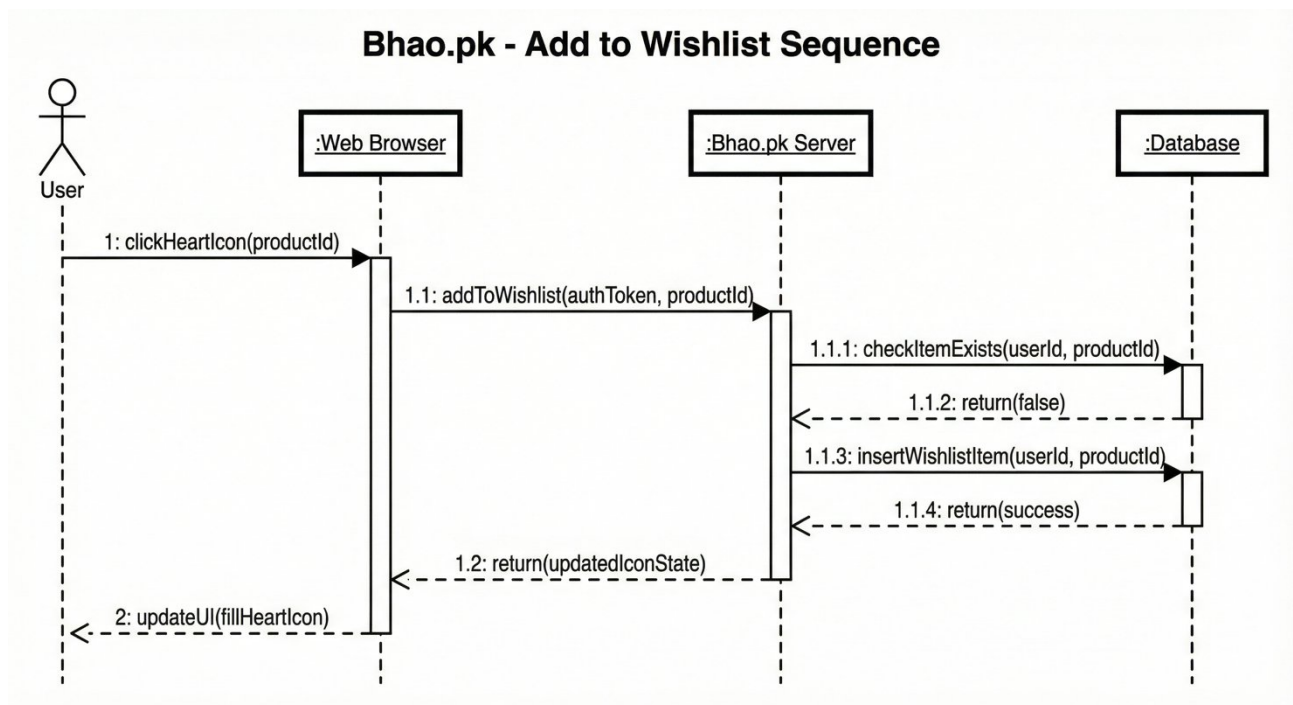 Bhao.pk - Add to Wishlist Sequence
User
:Web Browser
:Bhao.pk Server
:Database
1: clickHeartIcon(productId)
1.1: addToWishlist(authToken, productId)
1.1.1: checkItemExists(userId, productId)
1.1.2: return(false)
1.1.3: insertWishlistItem(userId, productId)
1.1.4: return(success)
1.2: return(updatedIconState)
2: updateUI(fillHeartIcon)